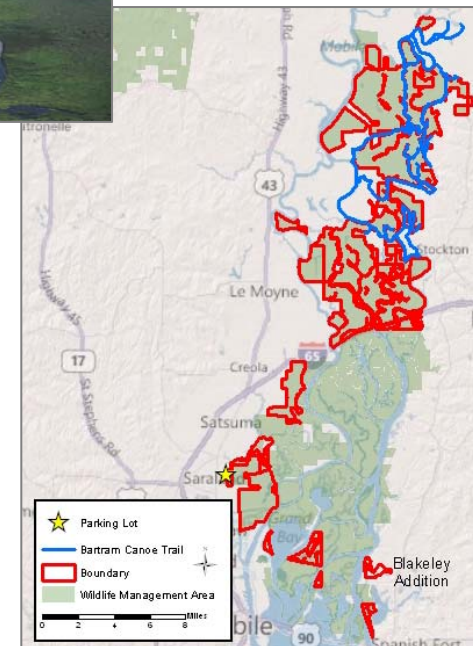 Mobile
Highway 43
itronelle
43
Stockton
Highway 45
Le Moyne
65
17
Creola
St Stephens Rd
Satsuma
Saraland
Grand
Bay
Parking Lot
Bartram Canoe Trail
Boundary
Wildlife Management Area
0 2 4 6 8 Miles
N
Blakeley
Addition
bile
90
Spanish Fort